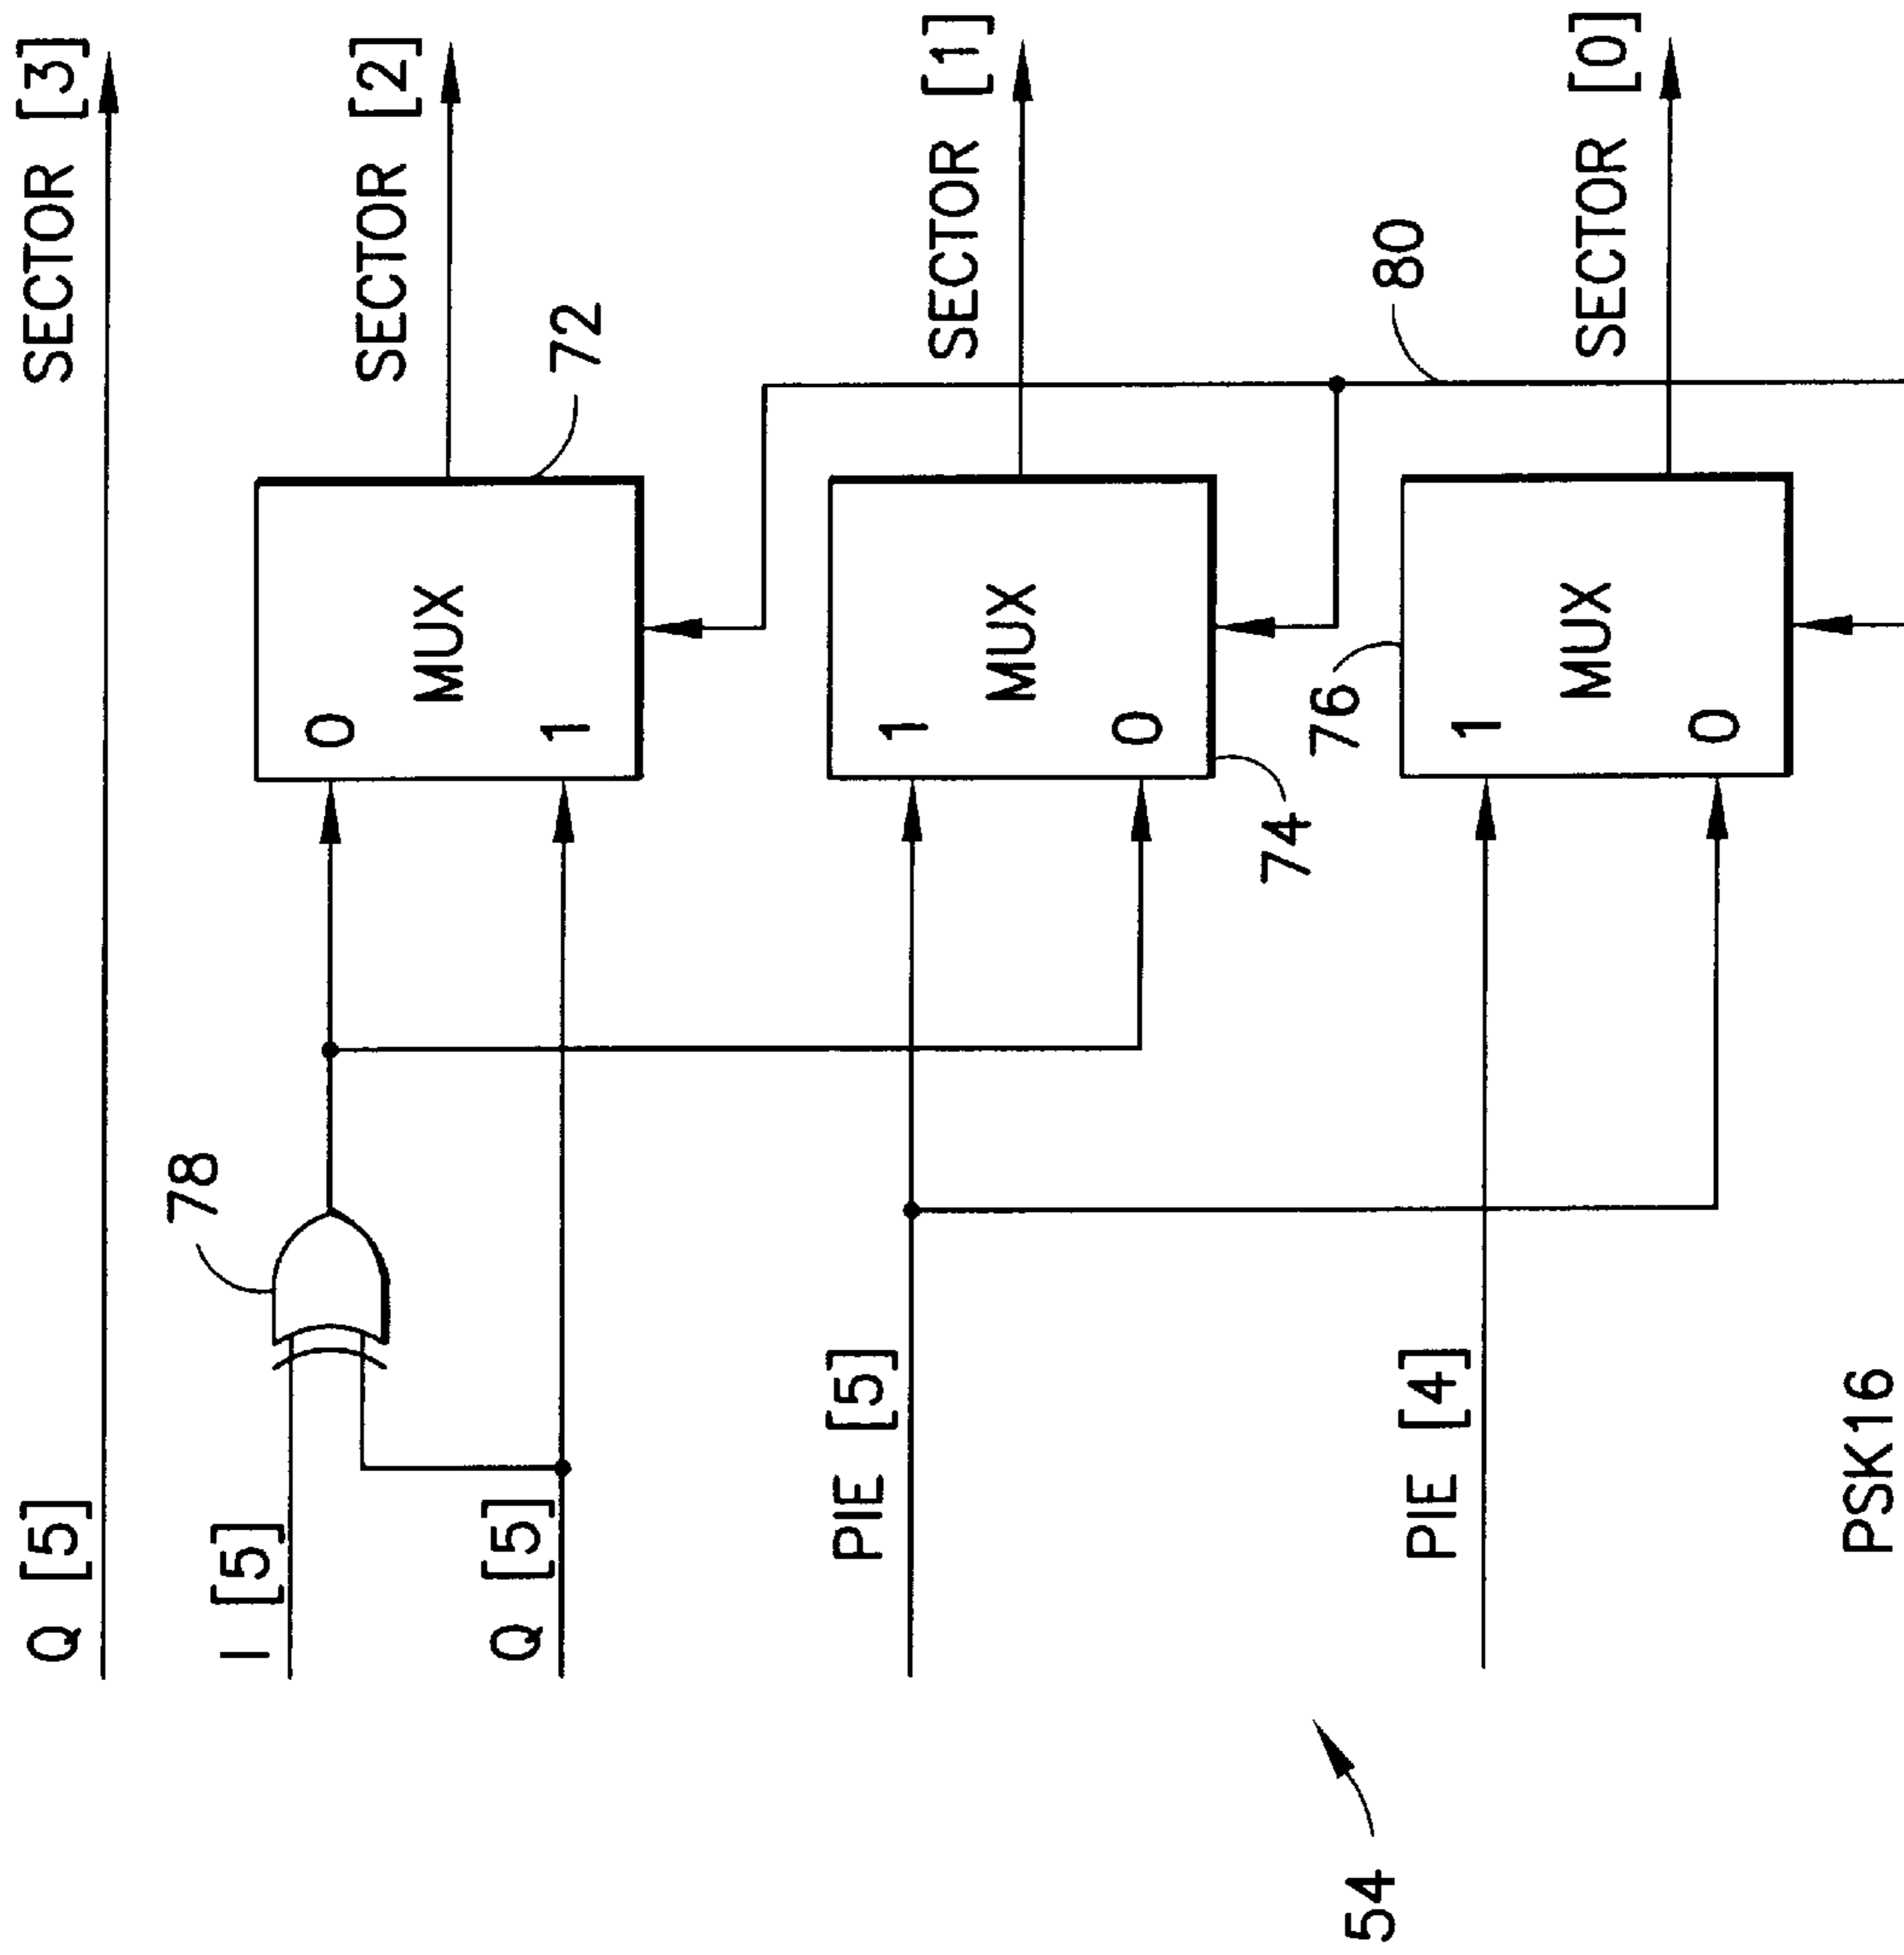 Q [5]
SECTOR [3]
I [5]
78
0
SECTOR [2]
MUX
Q [5]
1
72
PIE [5]
1
SECTOR [1]
MUX
0
74
76
80
PIE [4]
1
SECTOR [0]
MUX
0
PSK16
54